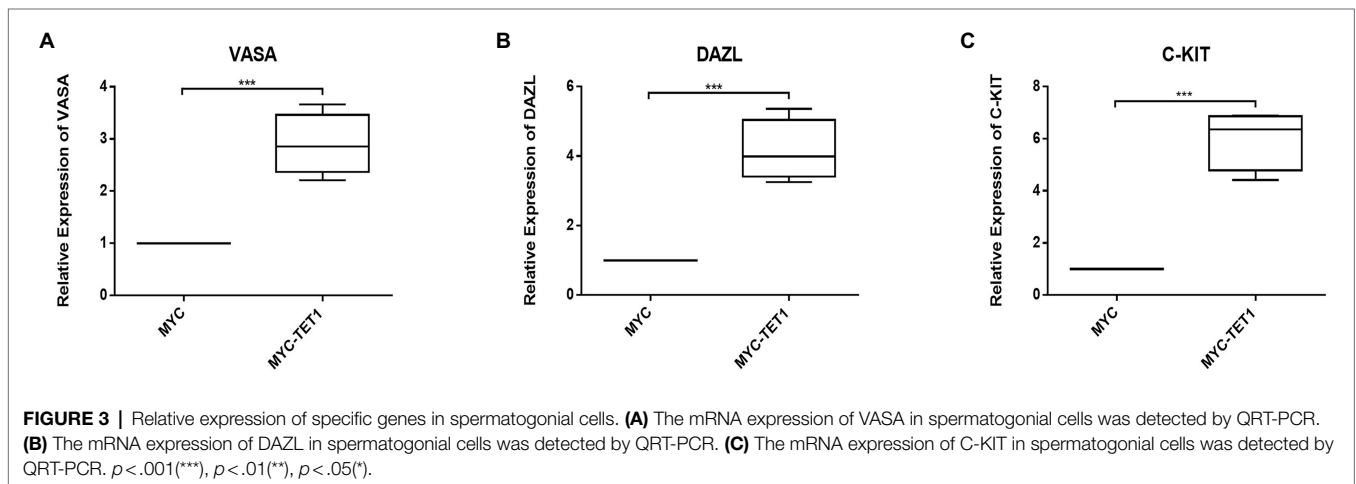 A
VASA
***
Relative Expression of VASA
4
3
2
1
0
MYC
MYC-TET1
B
DAZL
***
Relative Expression of DAZL
6
4
2
0
MYC
MYC-TET1
C
C-KIT
***
Relative Expression of C-KIT
8
6
4
2
0
MYC
MYC-TET1
FIGURE 3 | Relative expression of specific genes in spermatogonial cells. (A) The mRNA expression of VASA in spermatogonial cells was detected by QRT-PCR.
(B) The mRNA expression of DAZL in spermatogonial cells was detected by QRT-PCR. (C) The mRNA expression of C-KIT in spermatogonial cells was detected by
QRT-PCR. p < .001(***), p < .01(**), p < .05(*).